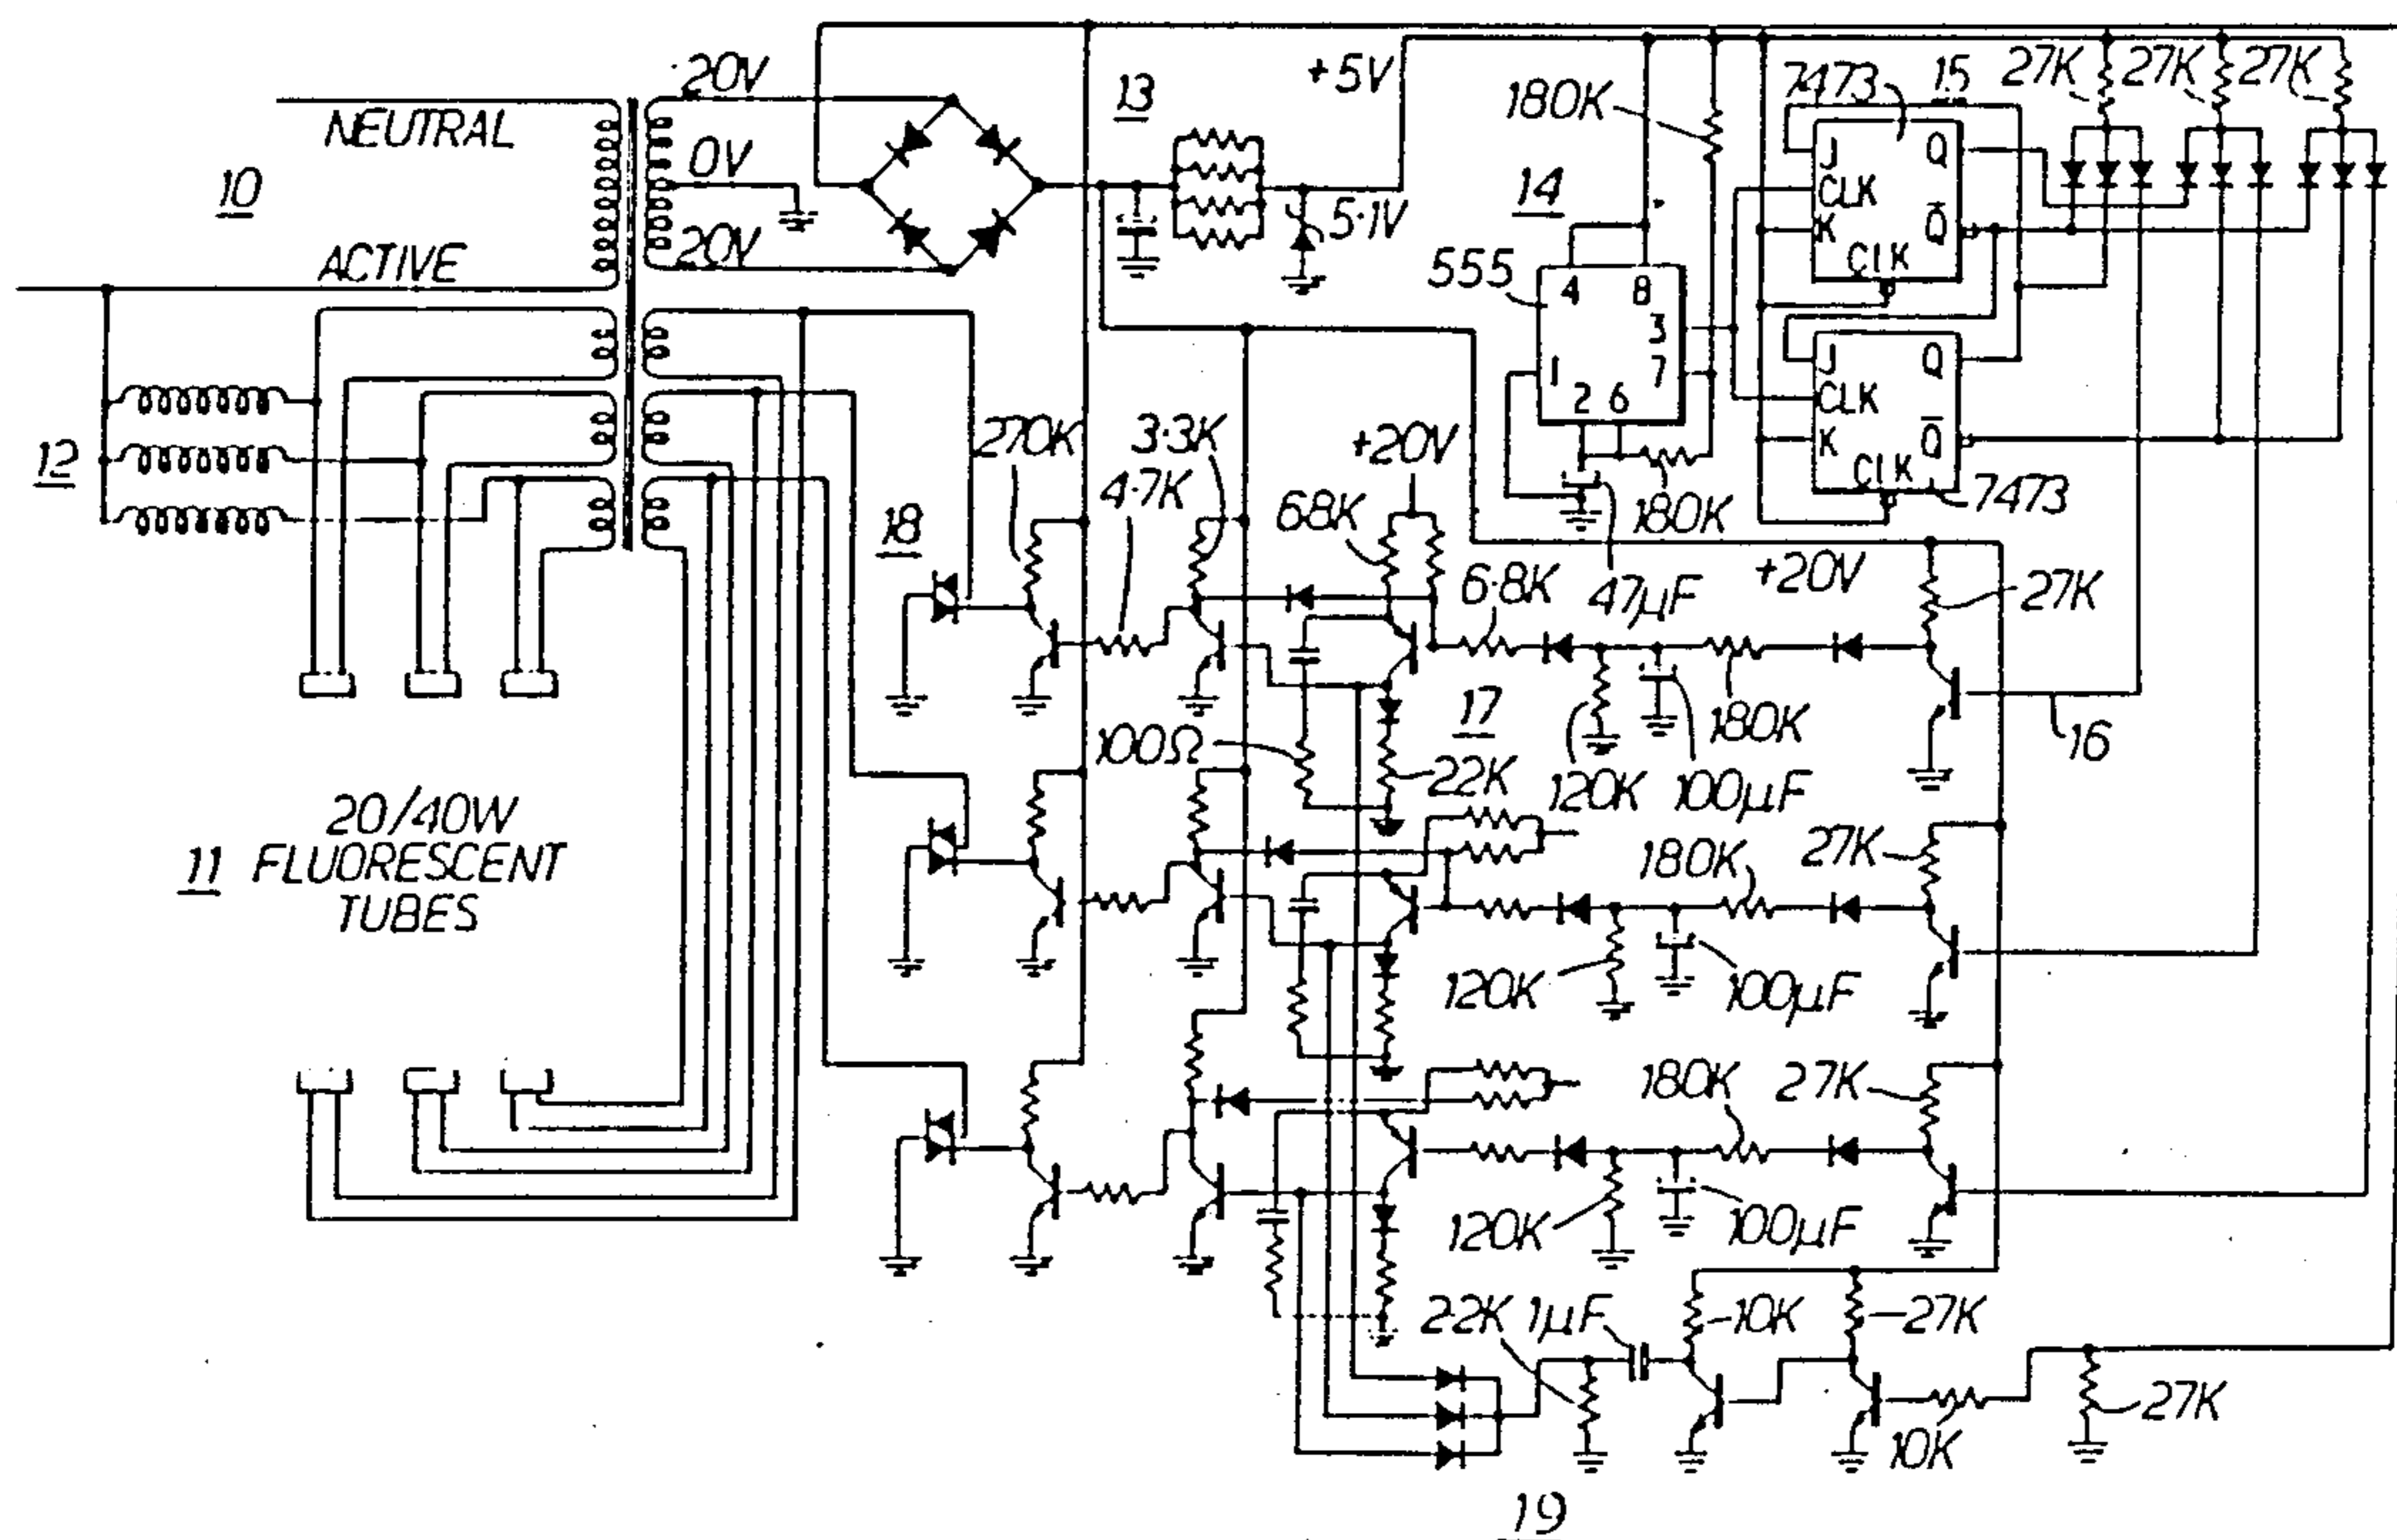 20V
NEUTRAL
0V
10
20V
ACTIVE
13
+5V
5·1V
180K
7473
15
27K
27K
27K
J
Q
CLK
K
Q̅
CLK
14
555
4
8
3
1
7
2
6
J
Q
CLK
K
Q̅
CLK
7473
180K
47µF
12
270K
3·3K
4·7K
+20V
68K
6·8K
+20V
27K
18
17
100Ω
22K
120K
100µF
180K
16
20/40W
11 FLUORESCENT
TUBES
180K
27K
120K
100µF
180K
27K
120K
100µF
2·2K
1µF
10K
27K
10K
27K
19